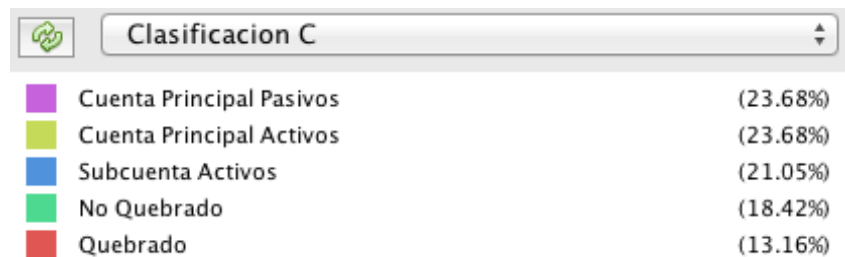 Clasificacion C
Cuenta Principal Pasivos (23.68%)
Cuenta Principal Activos (23.68%)
Subcuenta Activos (21.05%)
No Quebrado (18.42%)
Quebrado (13.16%)